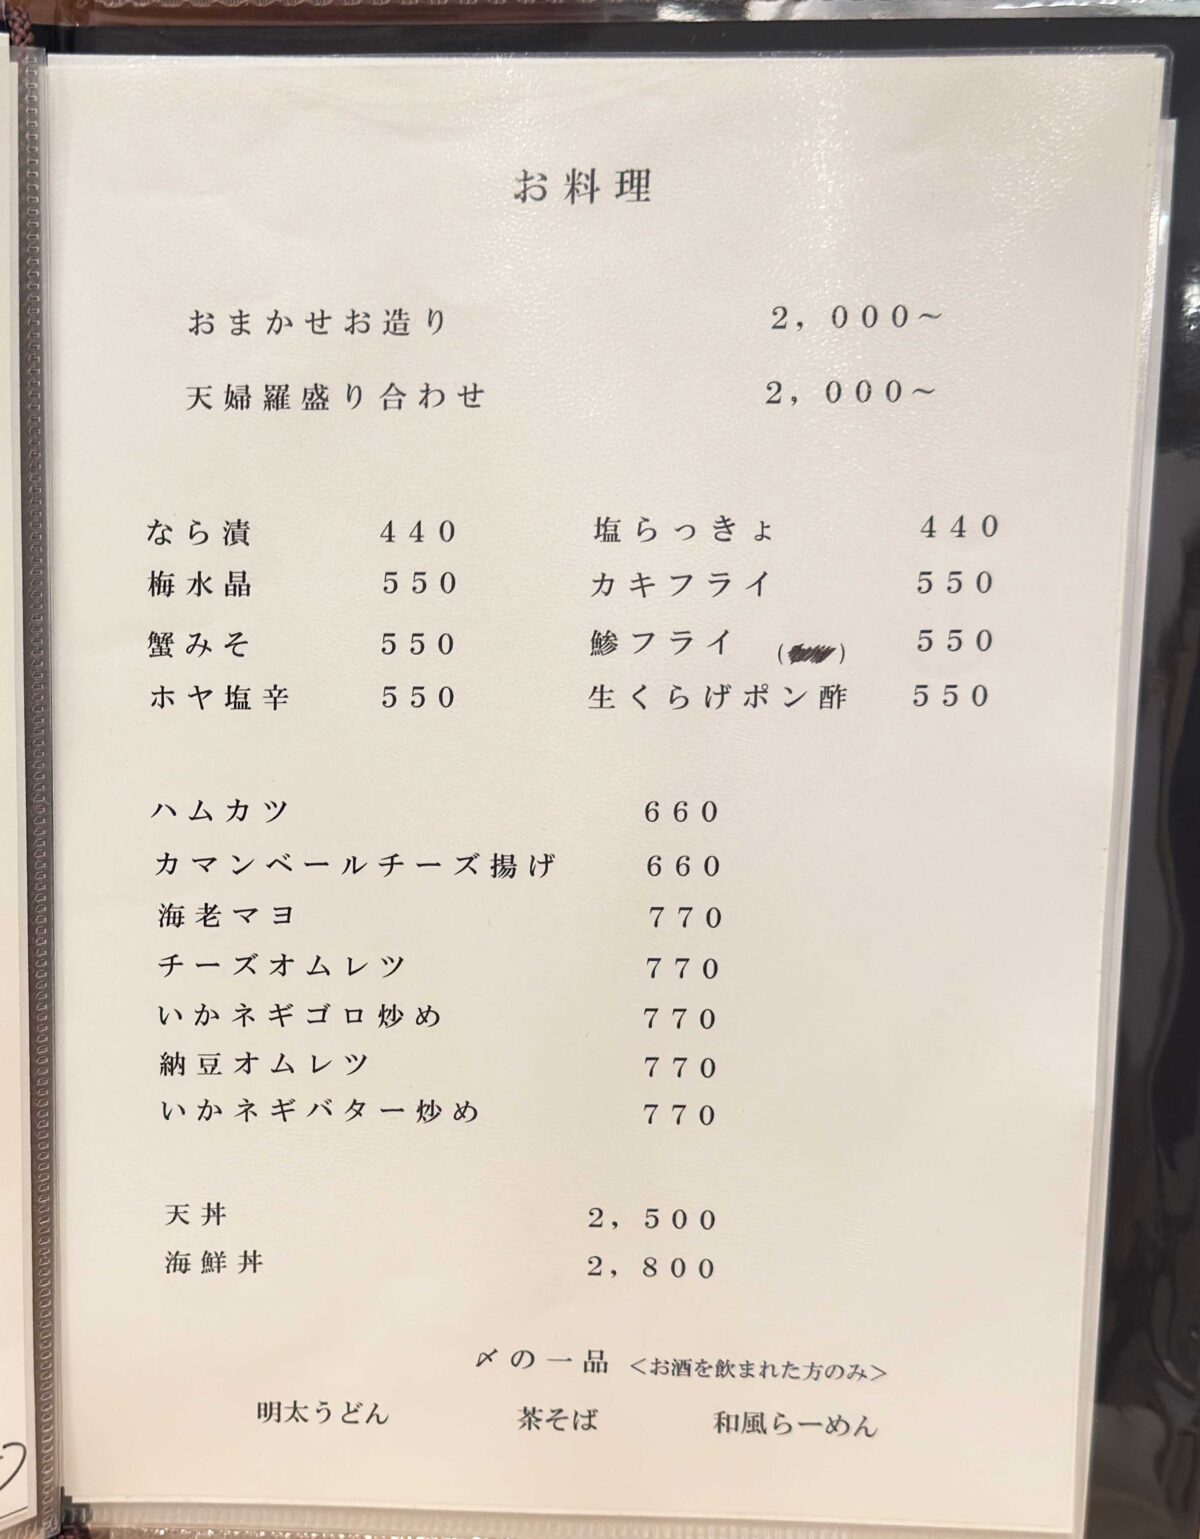 お料理
おまかせお造り 2,000~
天婦羅盛り合わせ 2,000~
なら漬 440 塩らっきょ 440
梅水晶 550 カキフライ 550
蟹みそ 550 鯵フライ ( ) 550
ホヤ塩辛 550 生くらげポン酢 550
ハムカツ 660
カマンベールチーズ揚げ 660
海老マヨ 770
チーズオムレツ 770
いかネギゴロ炒め 770
納豆オムレツ 770
いかネギバター炒め 770
天丼 2,500
海鮮丼 2,800
〆の一品 <お酒を飲まれた方のみ>
明太うどん 茶そば 和風らーめん